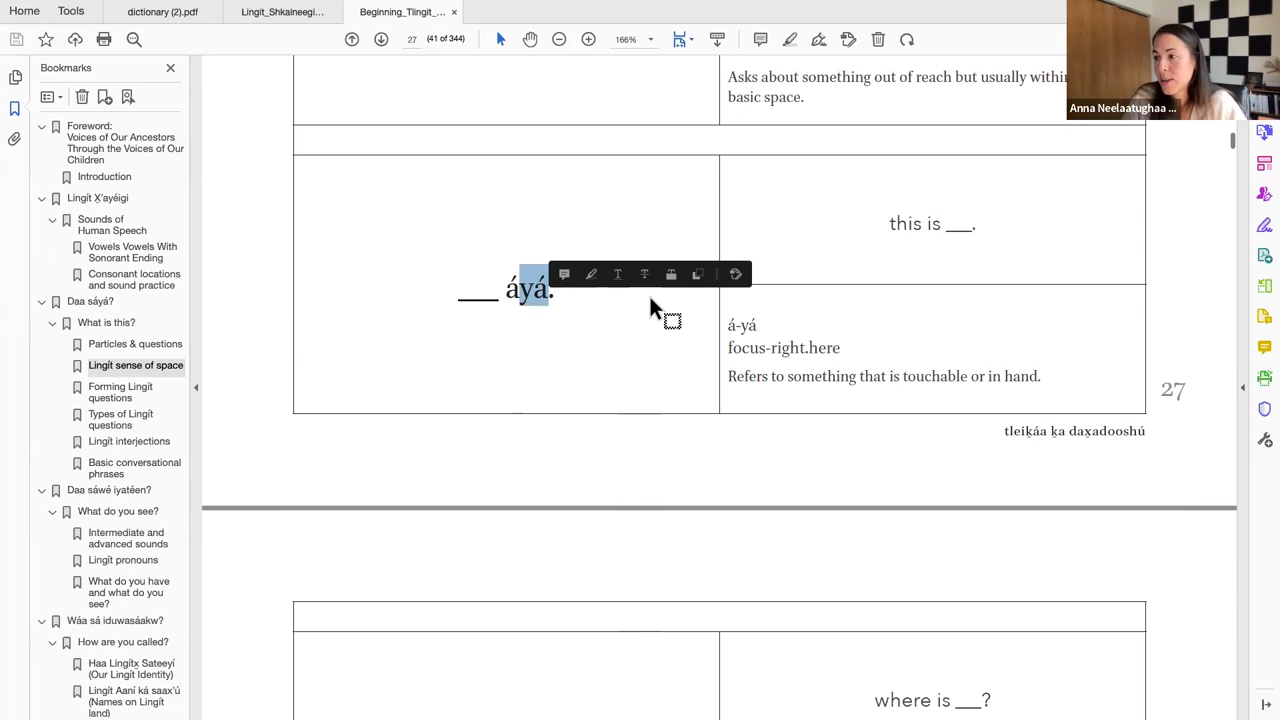 Home Tools dictionary (2).pdf Lingit_Shkalneegi... Beginning_Tlingit_... ×
27 (41 of 344) 166%
Bookmarks
Foreword:
Voices of Our Ancestors
Through the Voices of Our
Children
Introduction
Lingít X̱ʼayéigi
Sounds of
Human Speech
Vowels Vowels With
Sonorant Ending
Consonant locations
and sound practice
Daa sáyá?
What is this?
Particles & questions
Lingít sense of space
Forming Lingít
questions
Types of Lingít
questions
Lingít interjections
Basic conversational
phrases
Daa sáwé iyatéen?
What do you see?
Intermediate and
advanced sounds
Lingít pronouns
What do you have
and what do you
see?
Wáa sá iduwasáakw?
How are you called?
Haa Lingítx̱ Sateeyí
(Our Lingít Identity)
Lingít Aaní ká saaxʼú
(Names on Lingít
land)
Asks about something out of reach but usually within
basic space.
___ áyá.
this is ___.
á-yá
focus-right.here
Refers to something that is touchable or in hand.
27
tleiḵáa ḵa dax̱adooshú
where is ___?
Anna Neelaatughaa ...